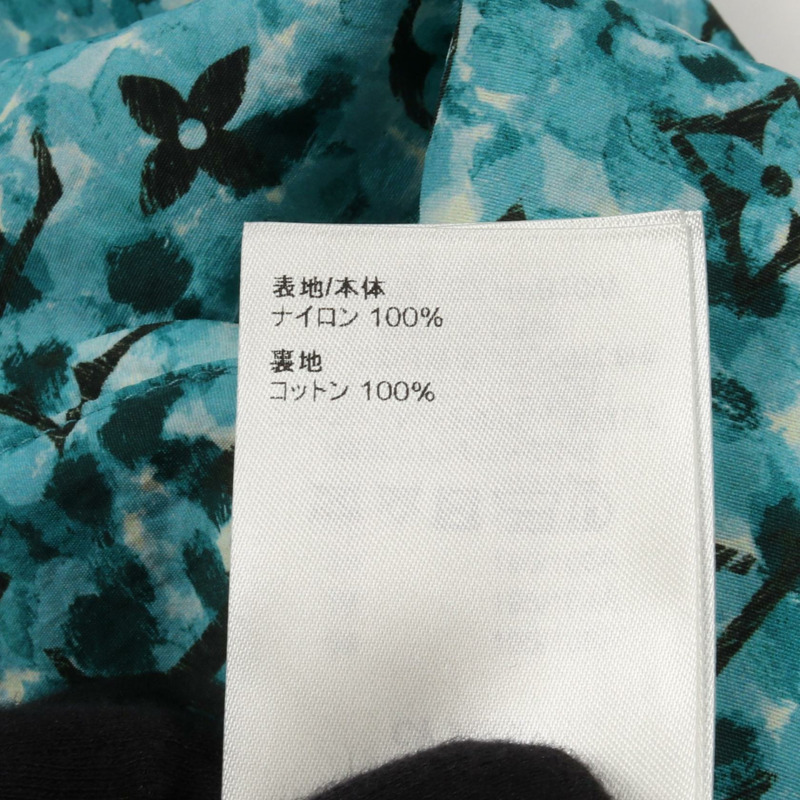 表地/本体
ナイロン 100%
裏地
コットン 100%